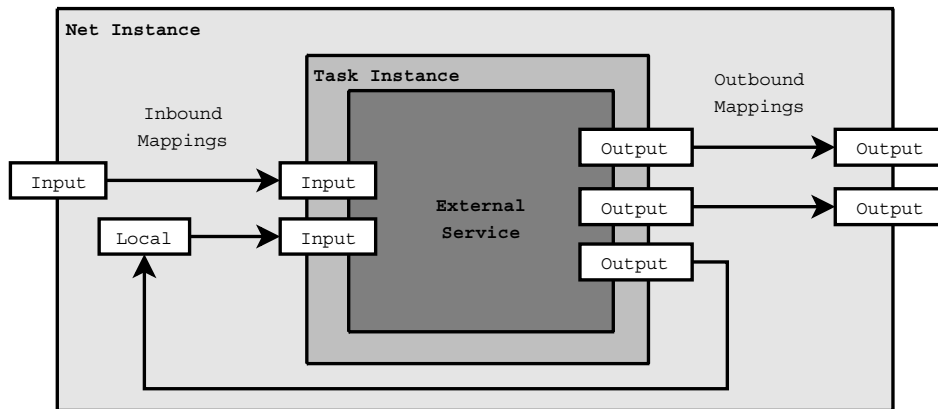 Net Instance
Task Instance
Outbound
Mappings
Inbound
Mappings
Output
Output
Input
Input
Output
Output
External
Service
Local
Input
Output